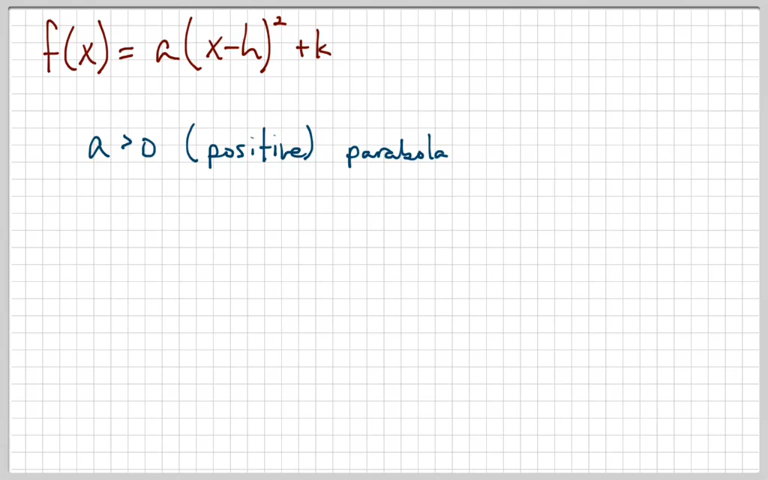 f(x) = a(x-h)² + k
a > 0 (positive) parabola